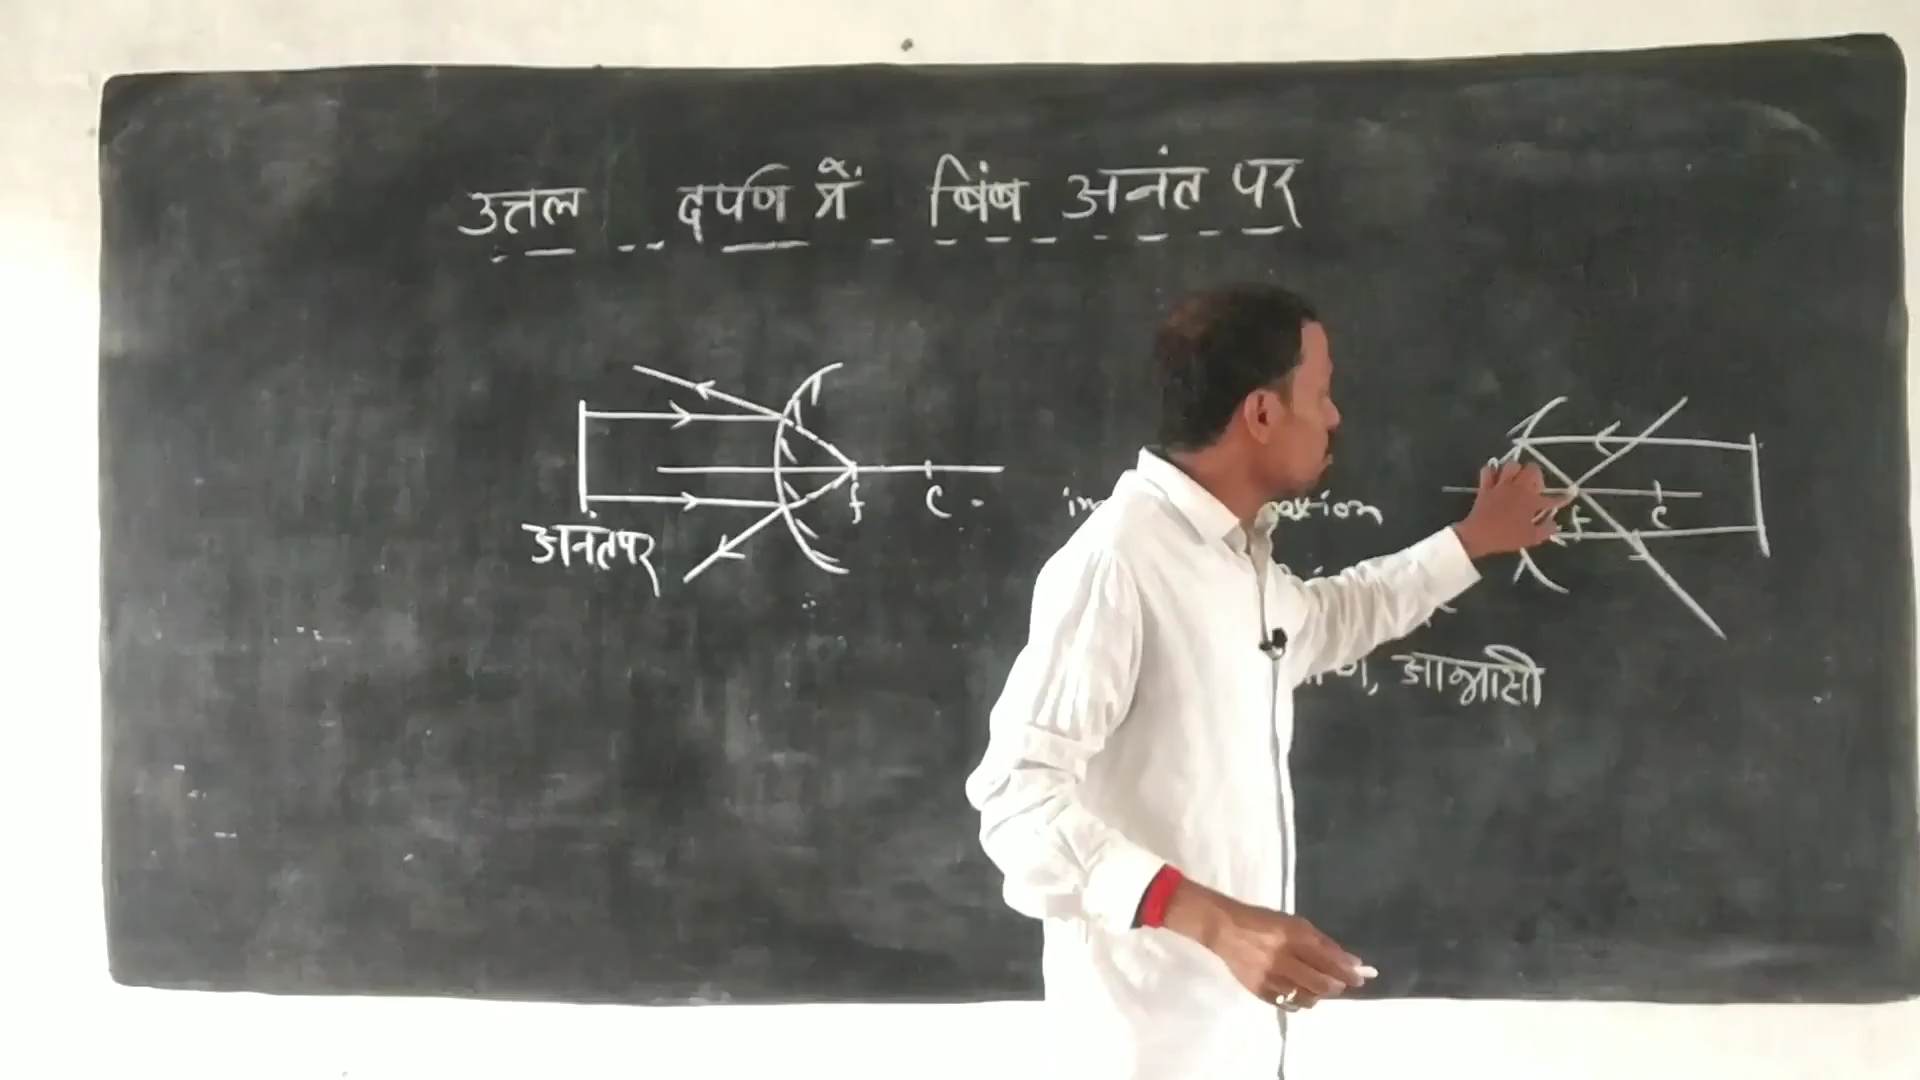 उत्तल दर्पण में बिंब अनंत पर
f C
f C
अनंतपर
आभासी